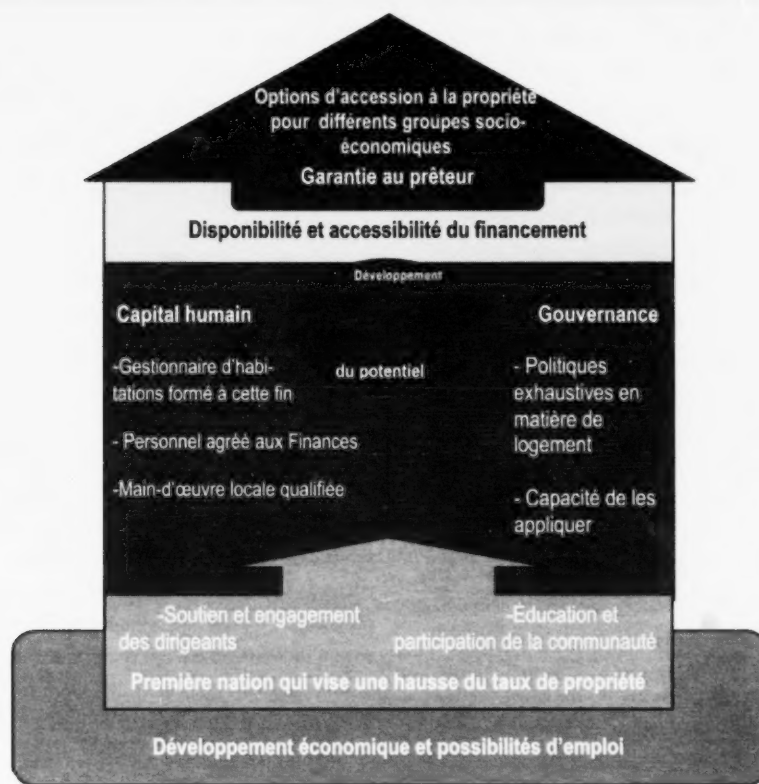 Options d'accession à la propriété
pour différents groupes socio-
économiques
Garantie au prêteur
Disponibilité et accessibilité du financement
Développement
Capital humain
-Gestionnaire d'habi-
tations formé à cette fin
- Personnel agréé aux Finances
-Main-d'œuvre locale qualifiée
du potentiel
Gouvernance
- Politiques
exhaustives en
matière de
logement
- Capacité de les
appliquer
-Soutien et engagement
des dirigeants
-Éducation et
participation de la communauté
Première nation qui vise une hausse du taux de propriété
Développement économique et possibilités d'emploi